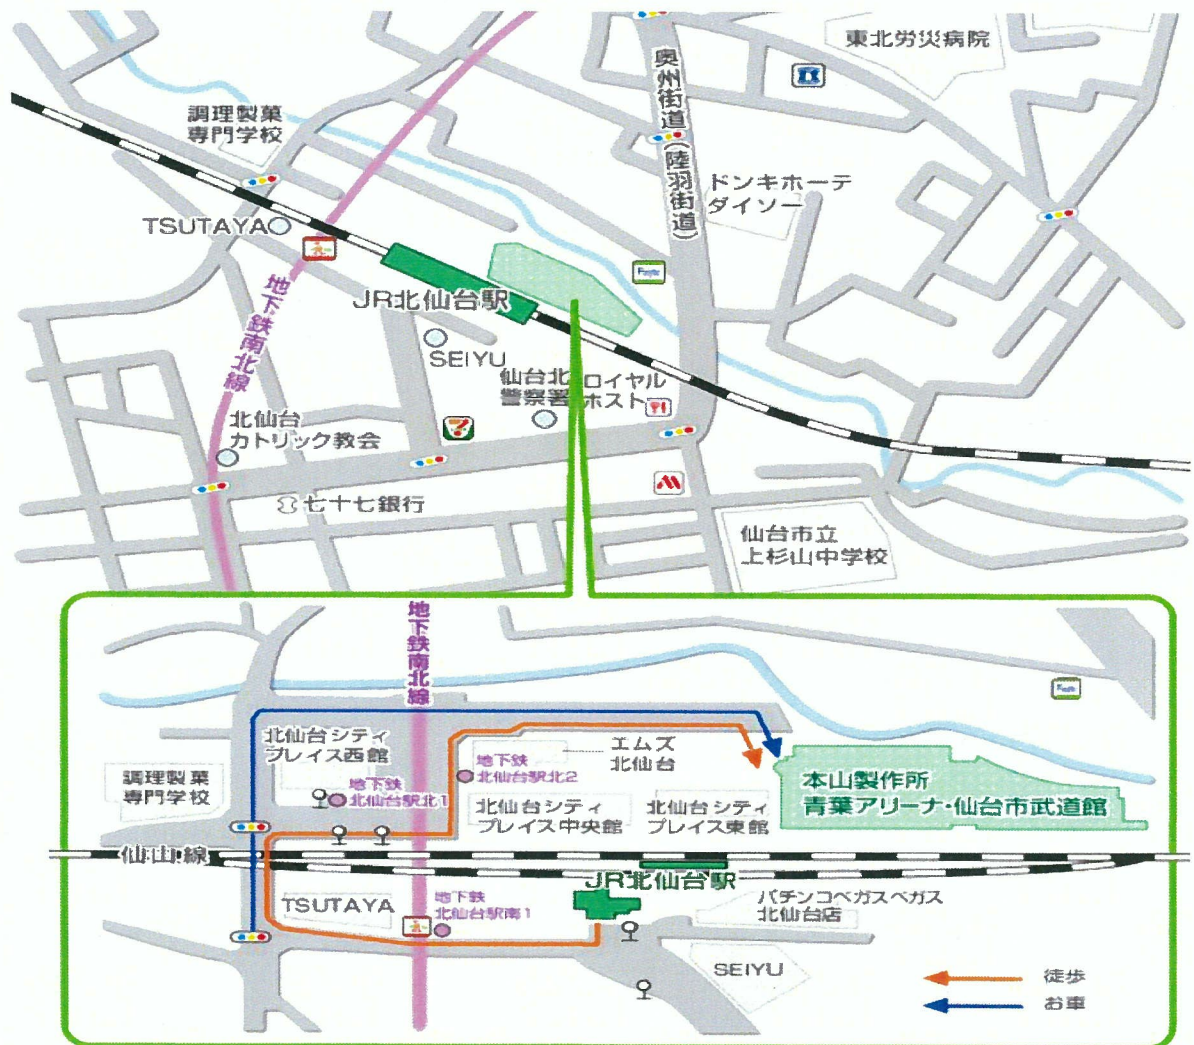 東北労災病院
奥州街道(陸羽街道)
調理製菓
専門学校
ドンキホーテ
ダイソー
TSUTAYA
地下鉄南北線
JR北仙台駅
SEIYU
仙台北
警察署
ロイヤル
ホスト
北仙台
カトリック教会
七十七銀行
仙台市立
上杉山中学校
地下鉄南北線
北仙台シティ
プレイス西館
エムズ
北仙台
地下鉄
北仙台駅北2
調理製菓
専門学校
地下鉄
北仙台駅北1
北仙台シティ
プレイス中央館
北仙台シティ
プレイス東館
本山製作所
青葉アリーナ・仙台市武道館
仙山線
JR北仙台駅
TSUTAYA
地下鉄
北仙台駅南1
パチンコベガスベガス
北仙台店
SEIYU
徒歩
お車